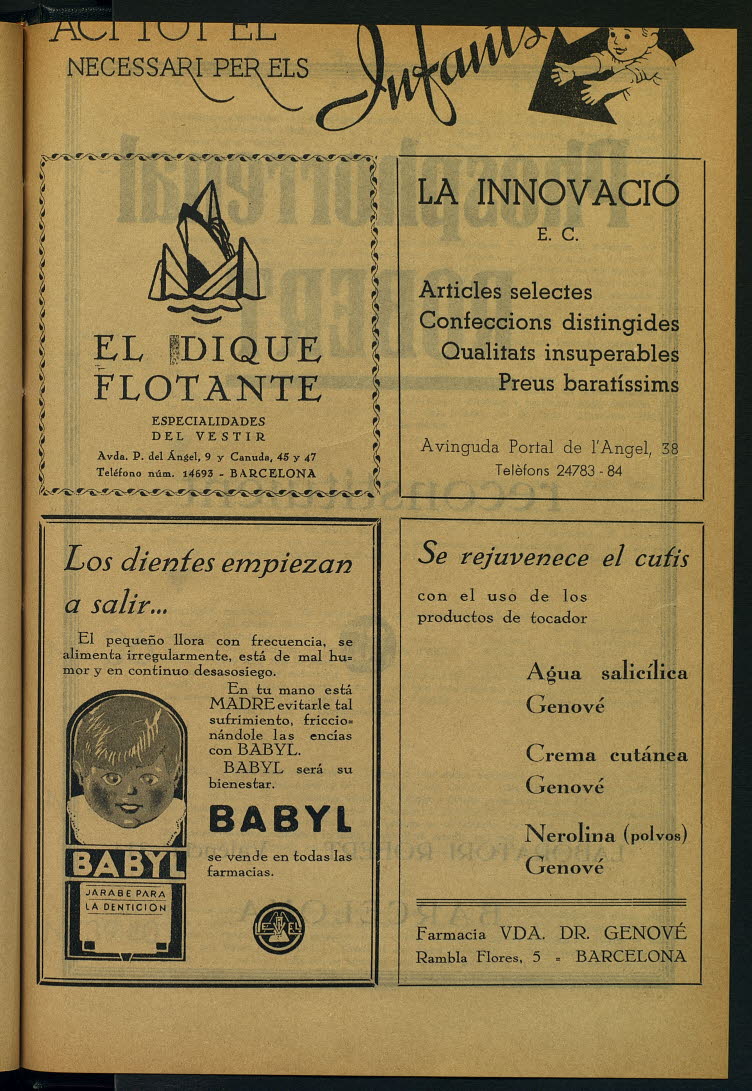 ACÍ TOT EL
NECESSARI PER ELS
Infants
EL DIQUE
FLOTANTE
ESPECIALIDADES
DEL VESTIR
Avda. P. del Ángel, 9 y Canuda, 45 y 47
Teléfono núm. 14693 - BARCELONA
LA INNOVACIÓ
E. C.
Articles selectes
Confeccions distingides
Qualitats insuperables
Preus baratíssims
Avinguda Portal de l'Angel, 38
Telèfons 24783 - 84
Los dientes empiezan
a salir...
El pequeño llora con frecuencia, se
alimenta irregularmente, está de mal hu=
mor y en continuo desasosiego.
En tu mano está
MADRE evitarle tal
sufrimiento, friccio=
nándole las encías
con BABYL.
BABYL será su
bienestar.
BABYL
se vende en todas las
farmacias.
BABYL
JARABE PARA
LA DENTICIÓN
Se rejuvenece el cutis
con el uso de los
productos de tocador
Agua salicílica
Genové
Crema cutánea
Genové
Nerolina (polvos)
Genové
Farmacia VDA. DR. GENOVÉ
Rambla Flores, 5 = BARCELONA